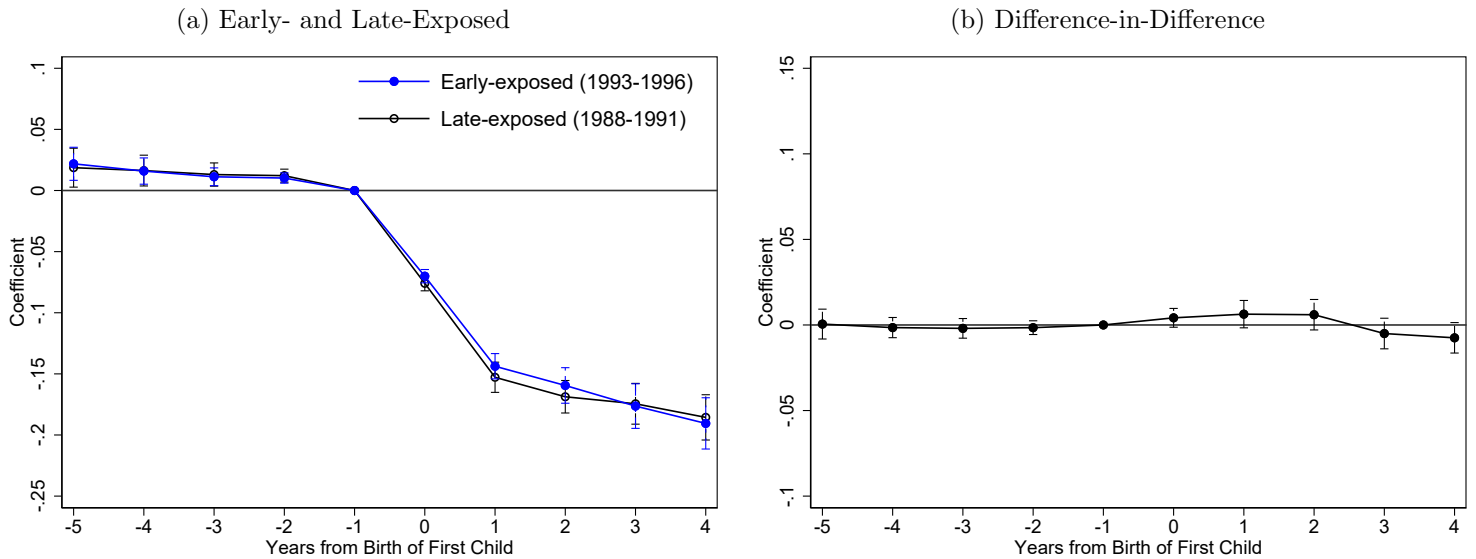 (a) Early- and Late-Exposed
.1
.05
0
-.05
-.1
-.15
-.2
-.25
Coefficient
Early-exposed (1993-1996)
Late-exposed (1988-1991)
-5 -4 -3 -2 -1 0 1 2 3 4
Years from Birth of First Child
(b) Difference-in-Difference
.15
.1
.05
0
-.05
-.1
Coefficient
-5 -4 -3 -2 -1 0 1 2 3 4
Years from Birth of First Child